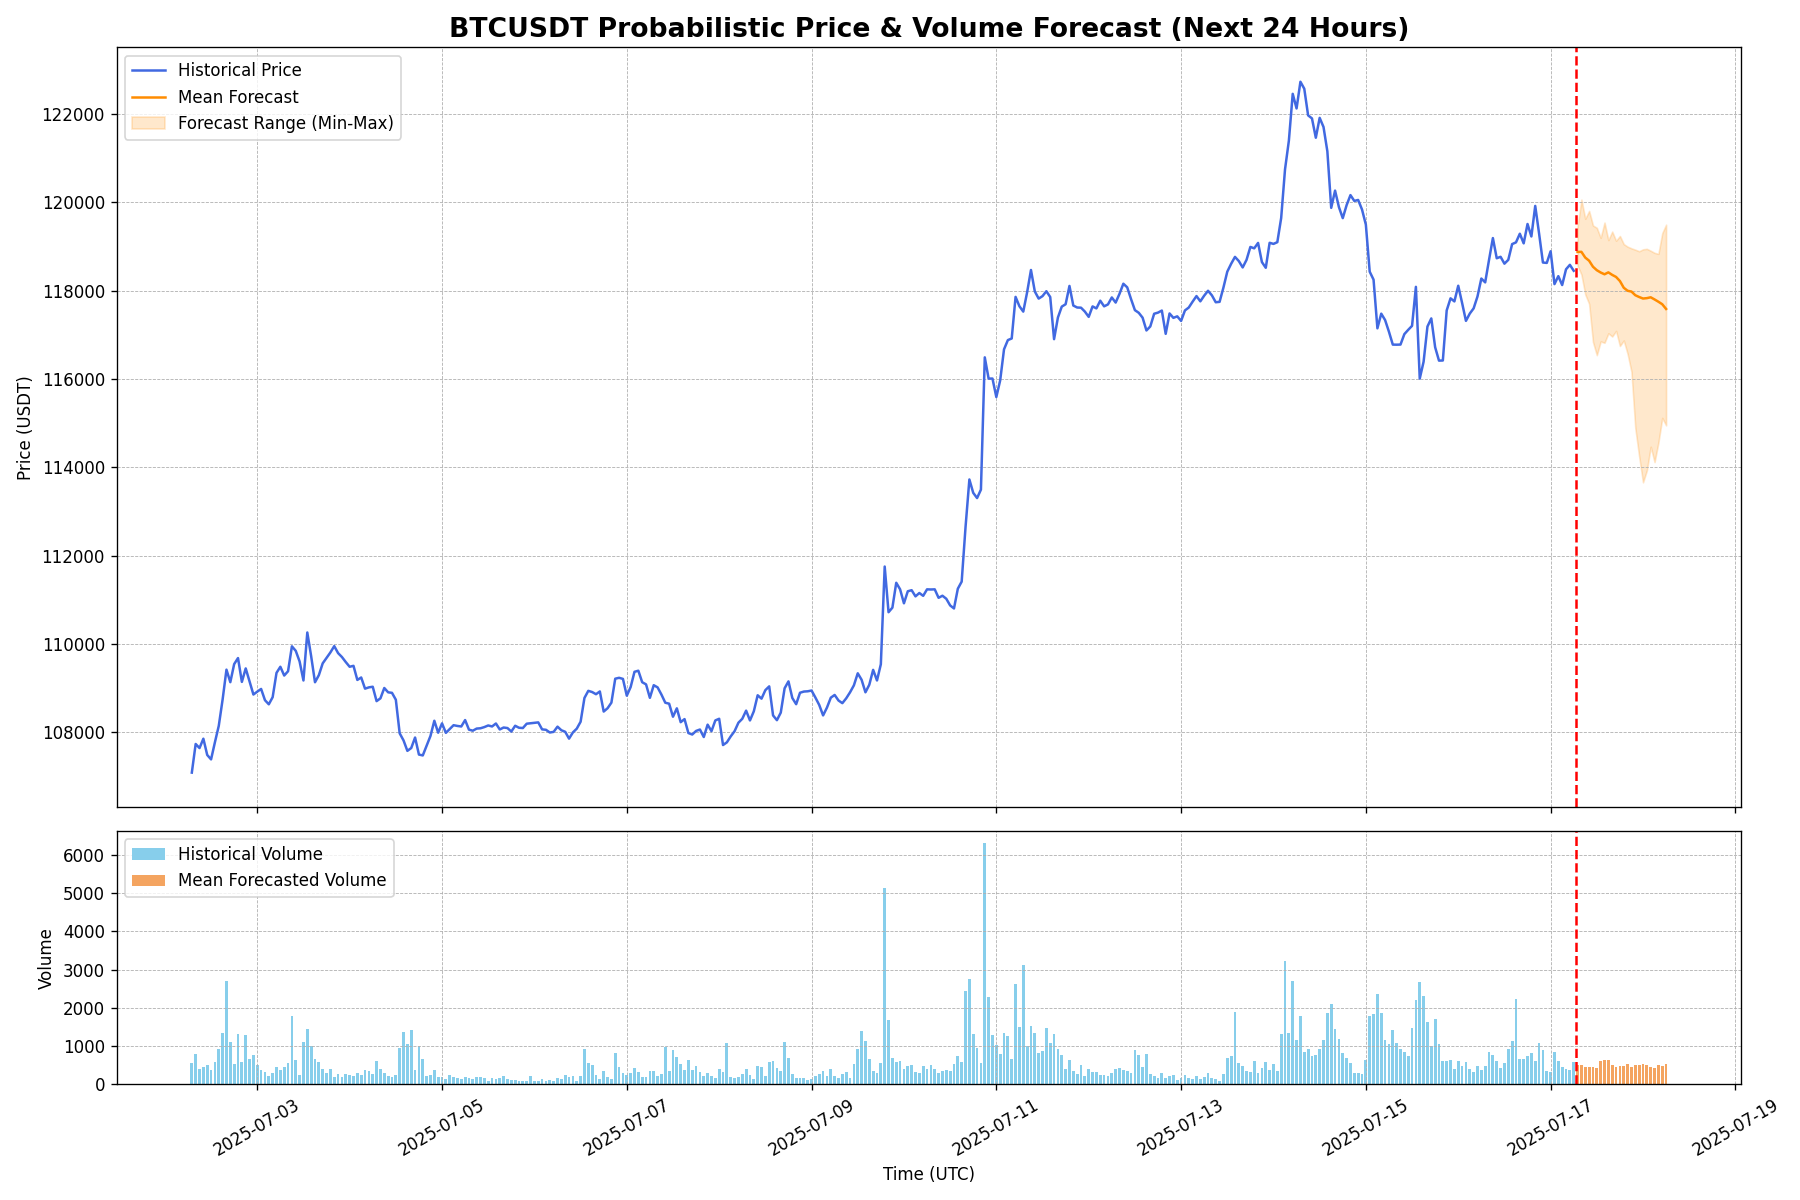 BTCUSDT Probabilistic Price & Volume Forecast (Next 24 Hours)
Historical Price
Mean Forecast
Forecast Range (Min-Max)
122000
120000
118000
116000
114000
112000
110000
108000
Price (USDT)
Historical Volume
Mean Forecasted Volume
6000
5000
4000
3000
2000
1000
0
Volume
2025-07-03
2025-07-05
2025-07-07
2025-07-09
2025-07-11
2025-07-13
2025-07-15
2025-07-17
2025-07-19
Time (UTC)